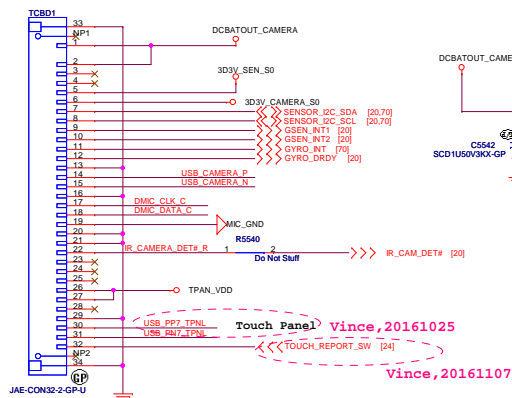 TCBD1
33
NP1
1
DCBATOUT_CAMERA
2
3
4
3D3V_SEN_S0
5
6
3D3V_CAMERA_S0
7
SENSOR_I2C_SDA [20,70]
8
SENSOR_I2C_SCL [20,70]
9
GSEN_INT1 [20]
10
GSEN_INT2 [20]
11
GYRO_INT [70]
12
GYRO_DRDY [20]
13
14
USB_CAMERA_P
15
USB_CAMERA_N
16
17
DMIC_CLK_C
18
DMIC_DATA_C
19
MIC_GND
20
21
22
IR_CAMERA_DET#_R
1
R5540
2
Do Not Stuff
IR_CAM_DET# [20]
23
24
25
26
TPAN_VDD
27
28
29
30
USB_PP7_TPNL
Touch Panel
Vince,20161025
31
USB_PN7_TPNL
32
TOUCH_REPORT_SW [24]
NP2
34
Vince,20161107
GP
JAE-CON32-2-GP-U
DCBATOUT_CAME
C5542
SCD1U50V3KX-GP